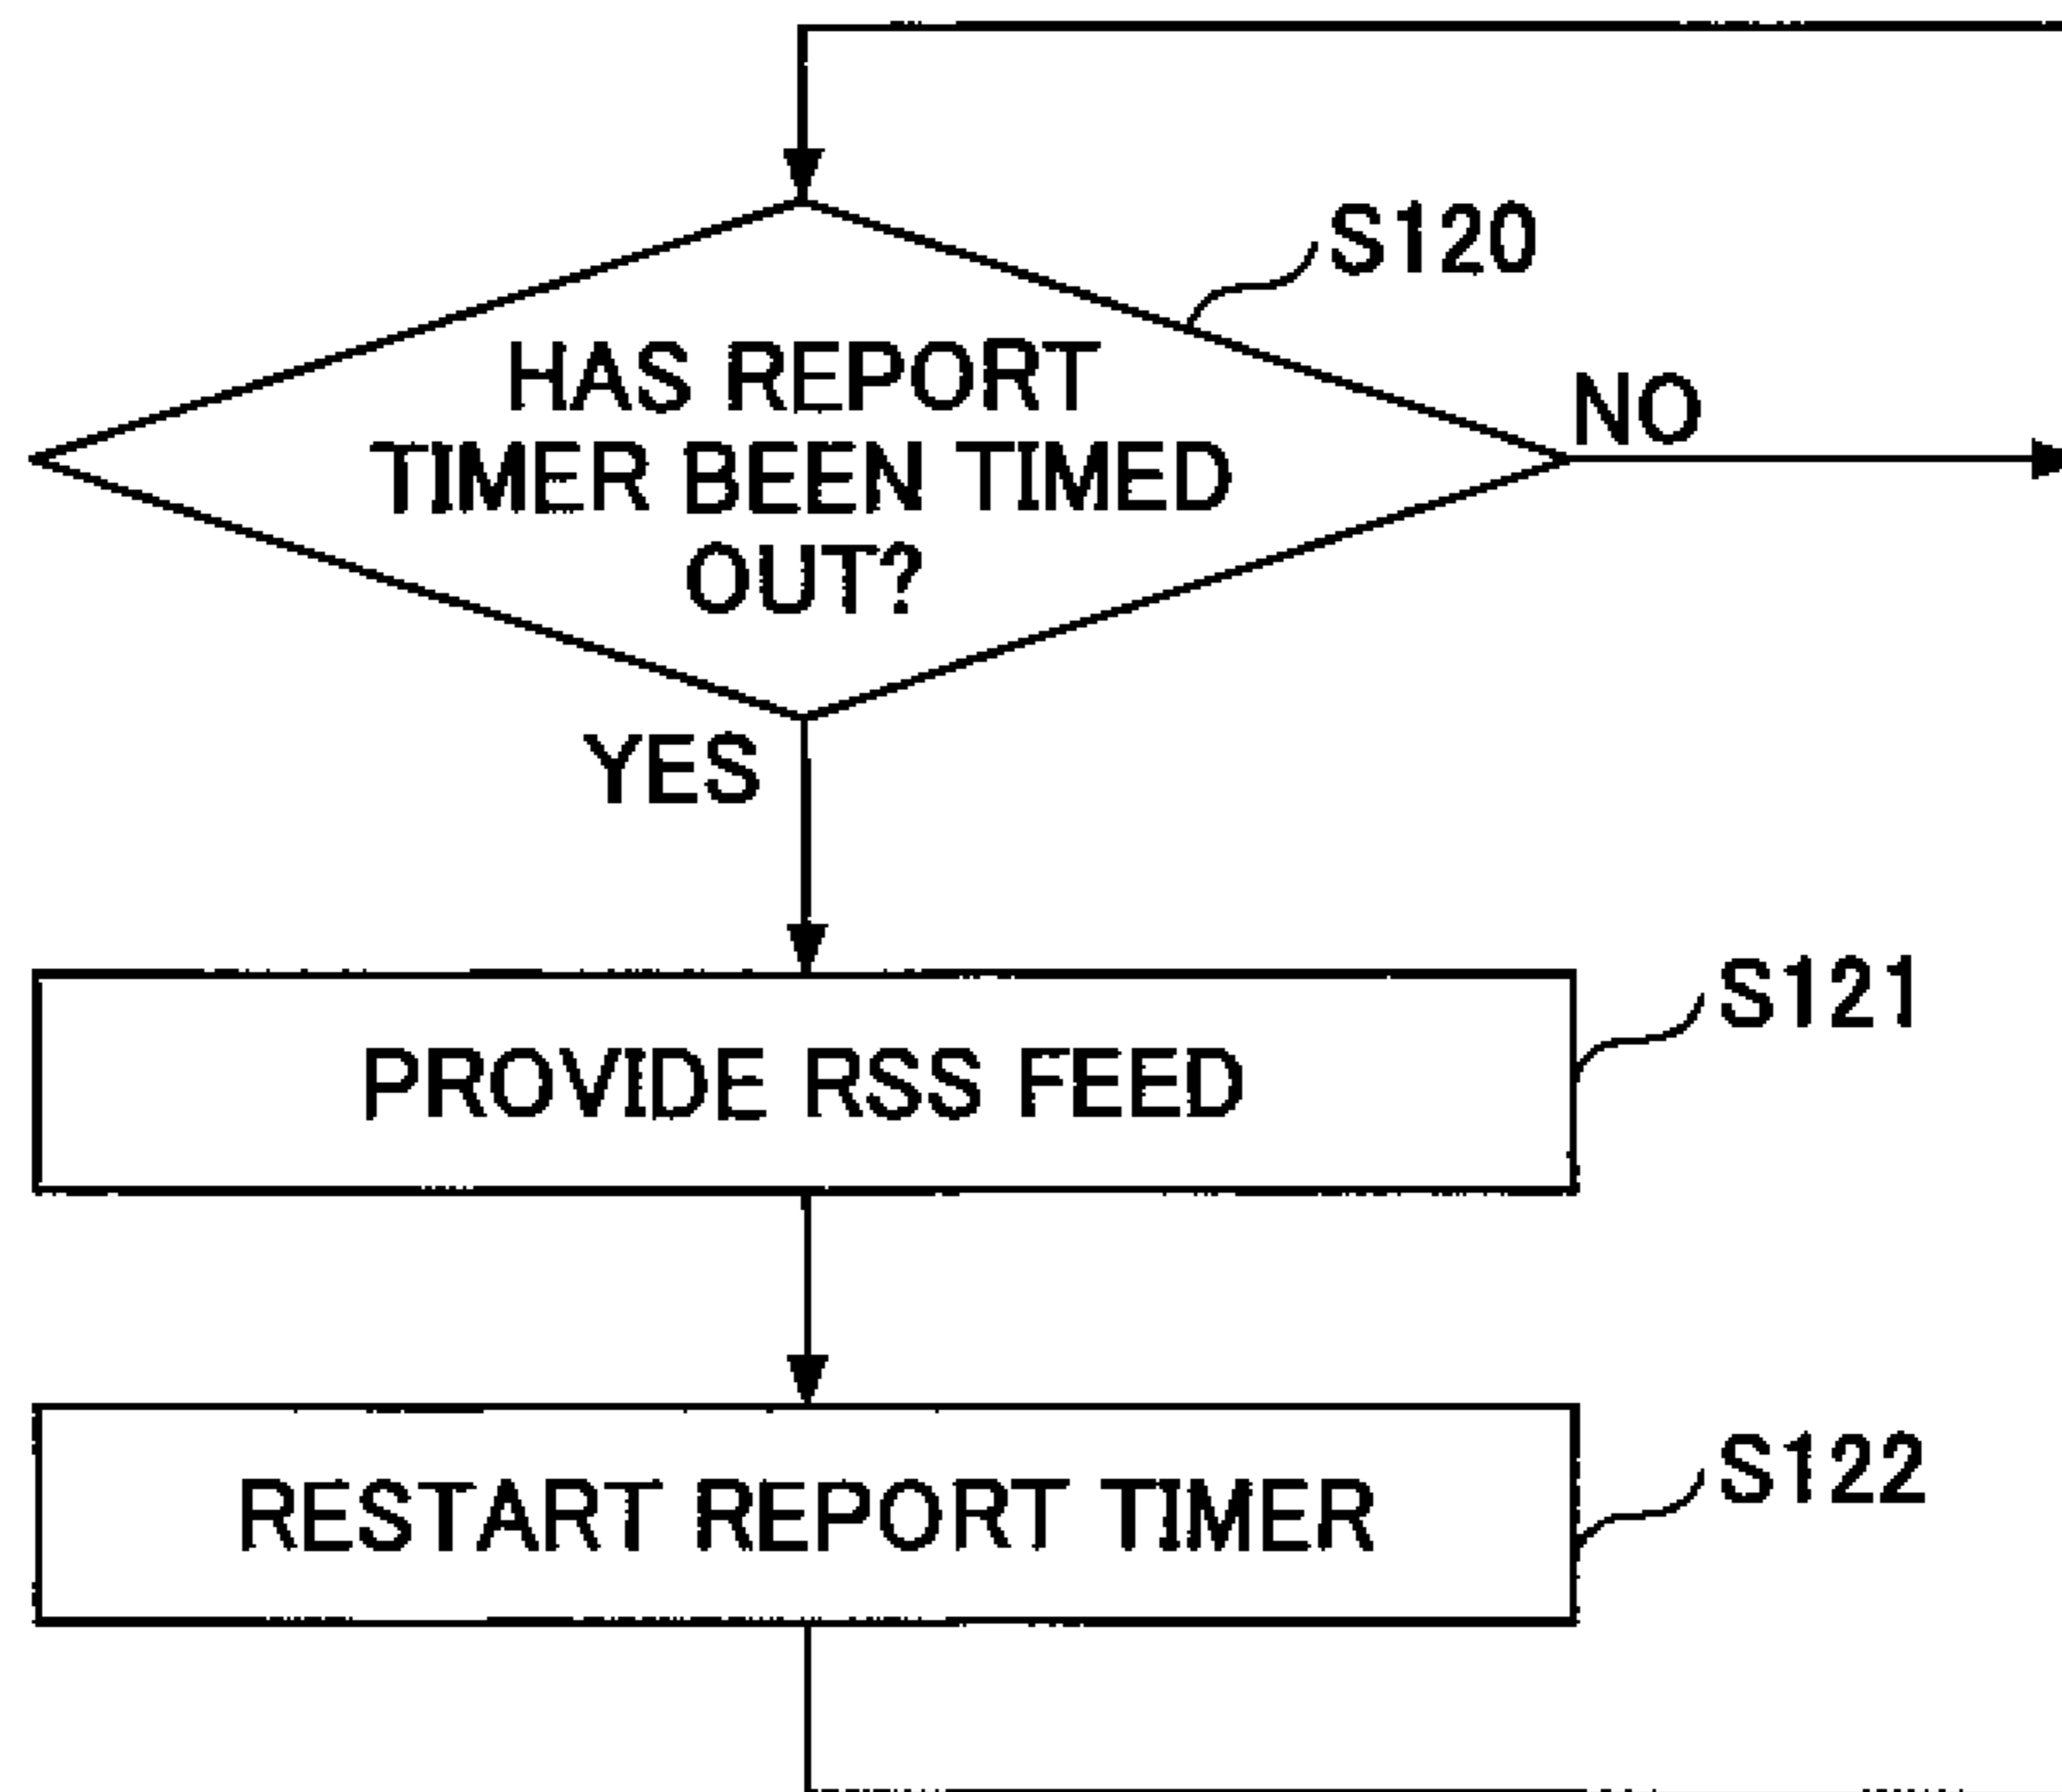 S120
HAS REPORT
TIMER BEEN TIMED
OUT?
NO
YES
S121
PROVIDE RSS FEED
S122
RESTART REPORT TIMER